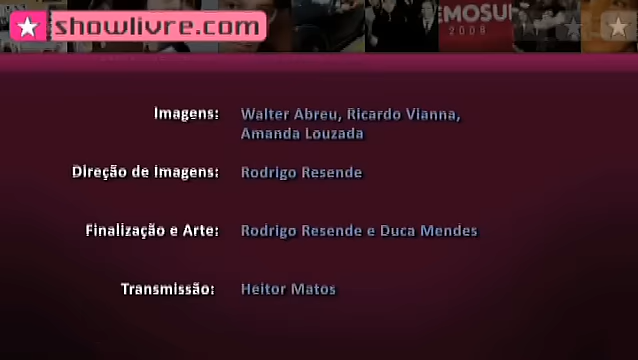 showlivre.com
EMOSUL
2008
Imagens: Walter Abreu, Ricardo Vianna,
Amanda Louzada
Direção de Imagens: Rodrigo Resende
Finalização e Arte: Rodrigo Resende e Duca Mendes
Transmissão: Heitor Matos